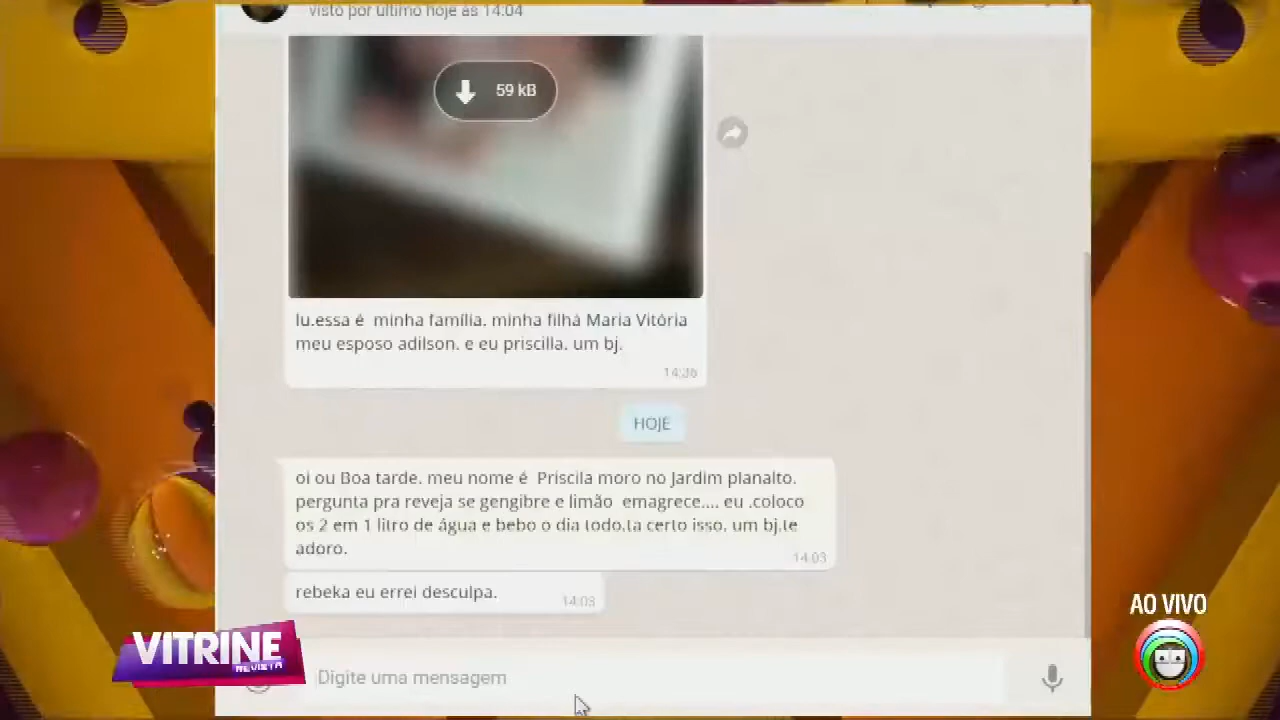 visto por último hoje às 14:04
59 kB
lu.essa é minha família. minha filha Maria Vitória
meu esposo adilson. e eu priscilla. um bj.
14:36
HOJE
oi ou Boa tarde. meu nome é Priscila moro no Jardim planalto.
pergunta pra reveja se gengibre e limão emagrece.... eu .coloco
os 2 em 1 litro de água e bebo o dia todo.ta certo isso. um bj.te
adoro.
14:03
rebeka eu errei desculpa.
14:03
AO VIVO
VITRINE
REVISTA
Digite uma mensagem